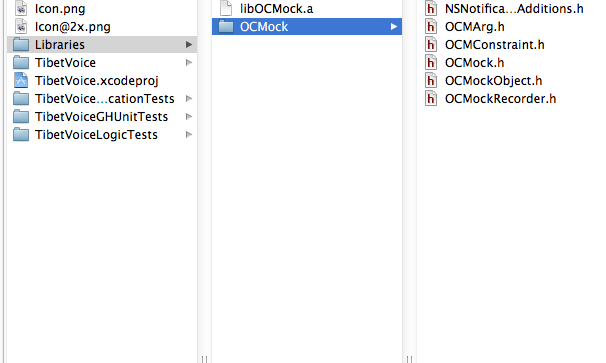 Icon.png
Icon@2x.png
Libraries
TibetVoice
TibetVoice.xcodeproj
TibetVoice...cationTests
TibetVoiceGHUnitTests
TibetVoiceLogicTests
libOCMock.a
OCMock
NSNotifica...Additions.h
OCMArg.h
OCMConstraint.h
OCMock.h
OCMockObject.h
OCMockRecorder.h